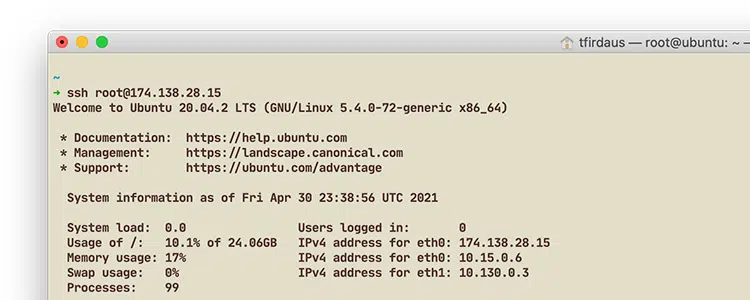 tfirdaus — root@ubuntu: ~ —
~
➜ ssh root@174.138.28.15
Welcome to Ubuntu 20.04.2 LTS (GNU/Linux 5.4.0-72-generic x86_64)
* Documentation:  https://help.ubuntu.com
* Management:     https://landscape.canonical.com
* Support:        https://ubuntu.com/advantage
System information as of Fri Apr 30 23:38:56 UTC 2021
System load:  0.0                Users logged in:       0
Usage of /:   10.1% of 24.06GB   IPv4 address for eth0: 174.138.28.15
Memory usage: 17%                IPv4 address for eth0: 10.15.0.6
Swap usage:   0%                 IPv4 address for eth1: 10.130.0.3
Processes:    99